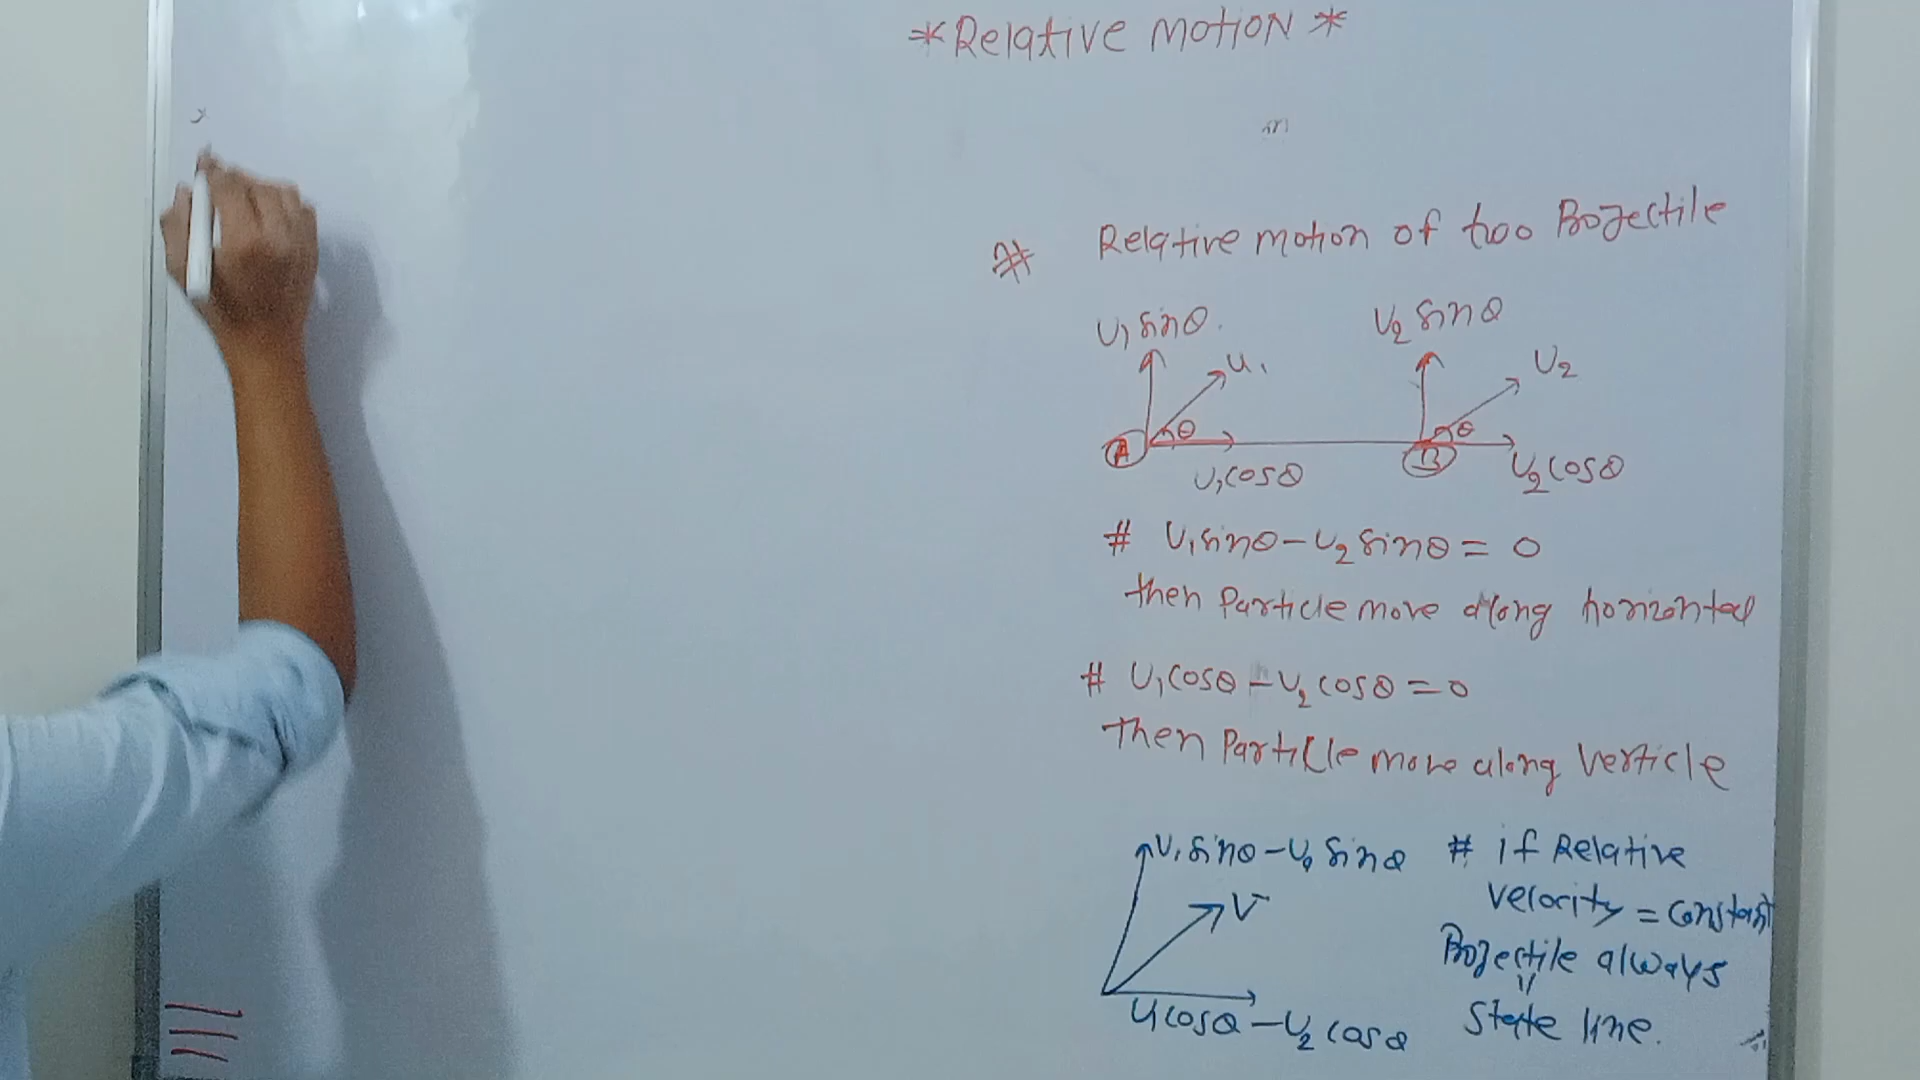 *Relative motion*
# Relative motion of two Projectile
U₁ sinθ. U₂ sinθ
u₁ U₂
A θ B θ
U₁cosθ U₂cosθ
# U₁sinθ-U₂sinθ= 0
then Particle move along horizontal
# U₁cosθ-U₂cosθ=0
Then Particle move along Verticle
U₁sinθ-U₂sinθ # if Relative
V velocity = constant
Projectile always
State line.
U₁cosθ-U₂cosθ